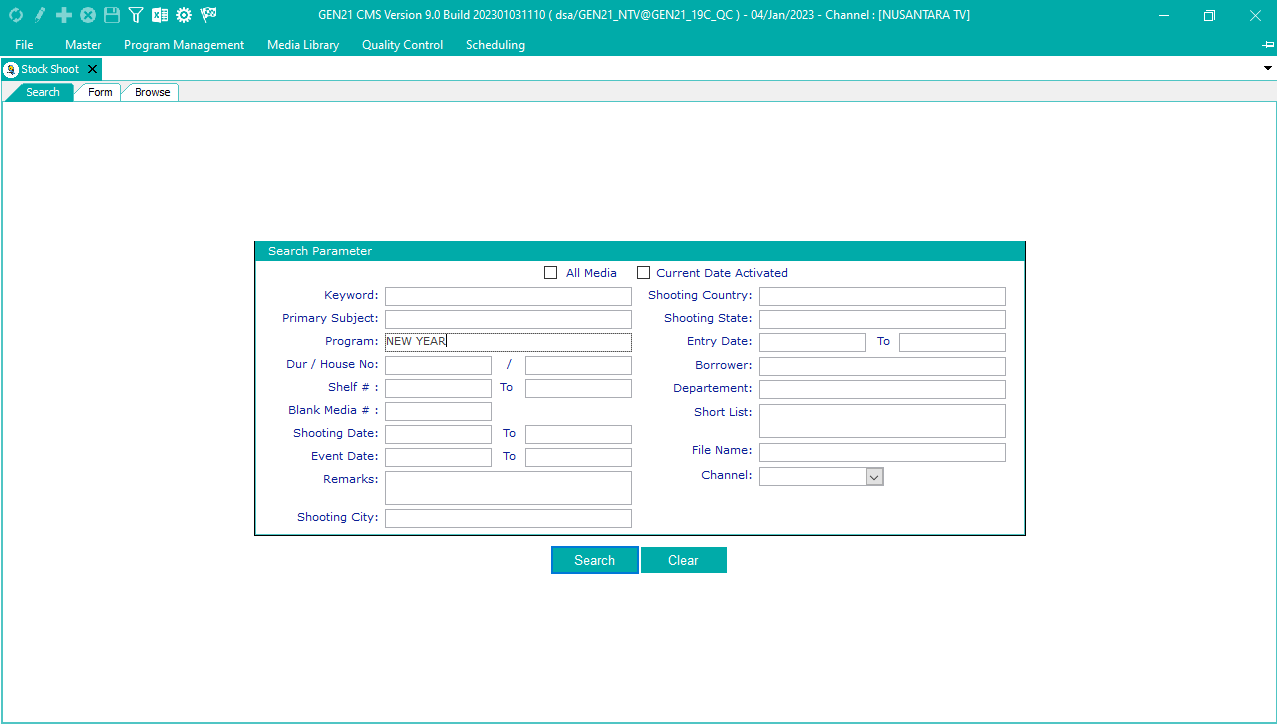 GEN21 CMS Version 9.0 Build 202301031110 ( dsa/GEN21_NTV@GEN21_19C_QC ) - 04/Jan/2023 - Channel : [NUSANTARA TV]
File Master Program Management Media Library Quality Control Scheduling
Stock Shoot
Search Form Browse
Search Parameter
All Media Current Date Activated
Keyword: Shooting Country:
Primary Subject: Shooting State:
Program: NEW YEAR Entry Date: To
Dur / House No: / Borrower:
Shelf # : To Departement:
Blank Media # : Short List:
Shooting Date: To
Event Date: To File Name:
Remarks: Channel:
Shooting City:
Search Clear